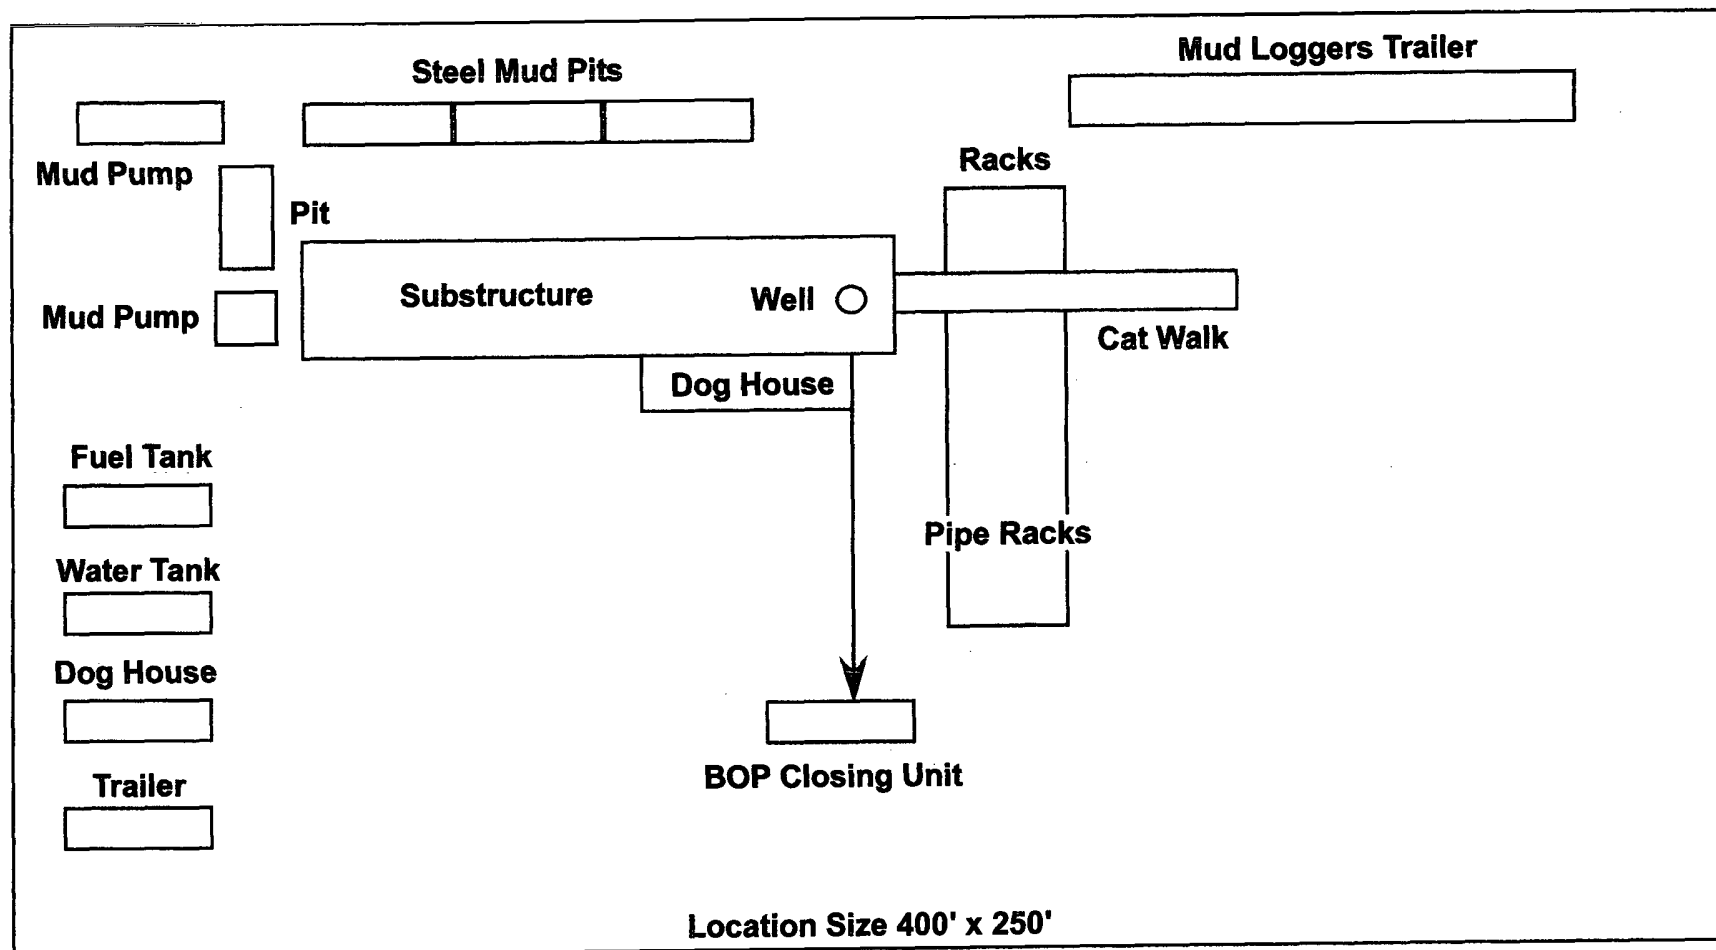 Mud Loggers Trailer
Steel Mud Pits
Racks
Mud Pump
Pit
Substructure
Well
Mud Pump
Cat Walk
Dog House
Fuel Tank
Pipe Racks
Water Tank
Dog House
BOP Closing Unit
Trailer
Location Size 400' x 250'